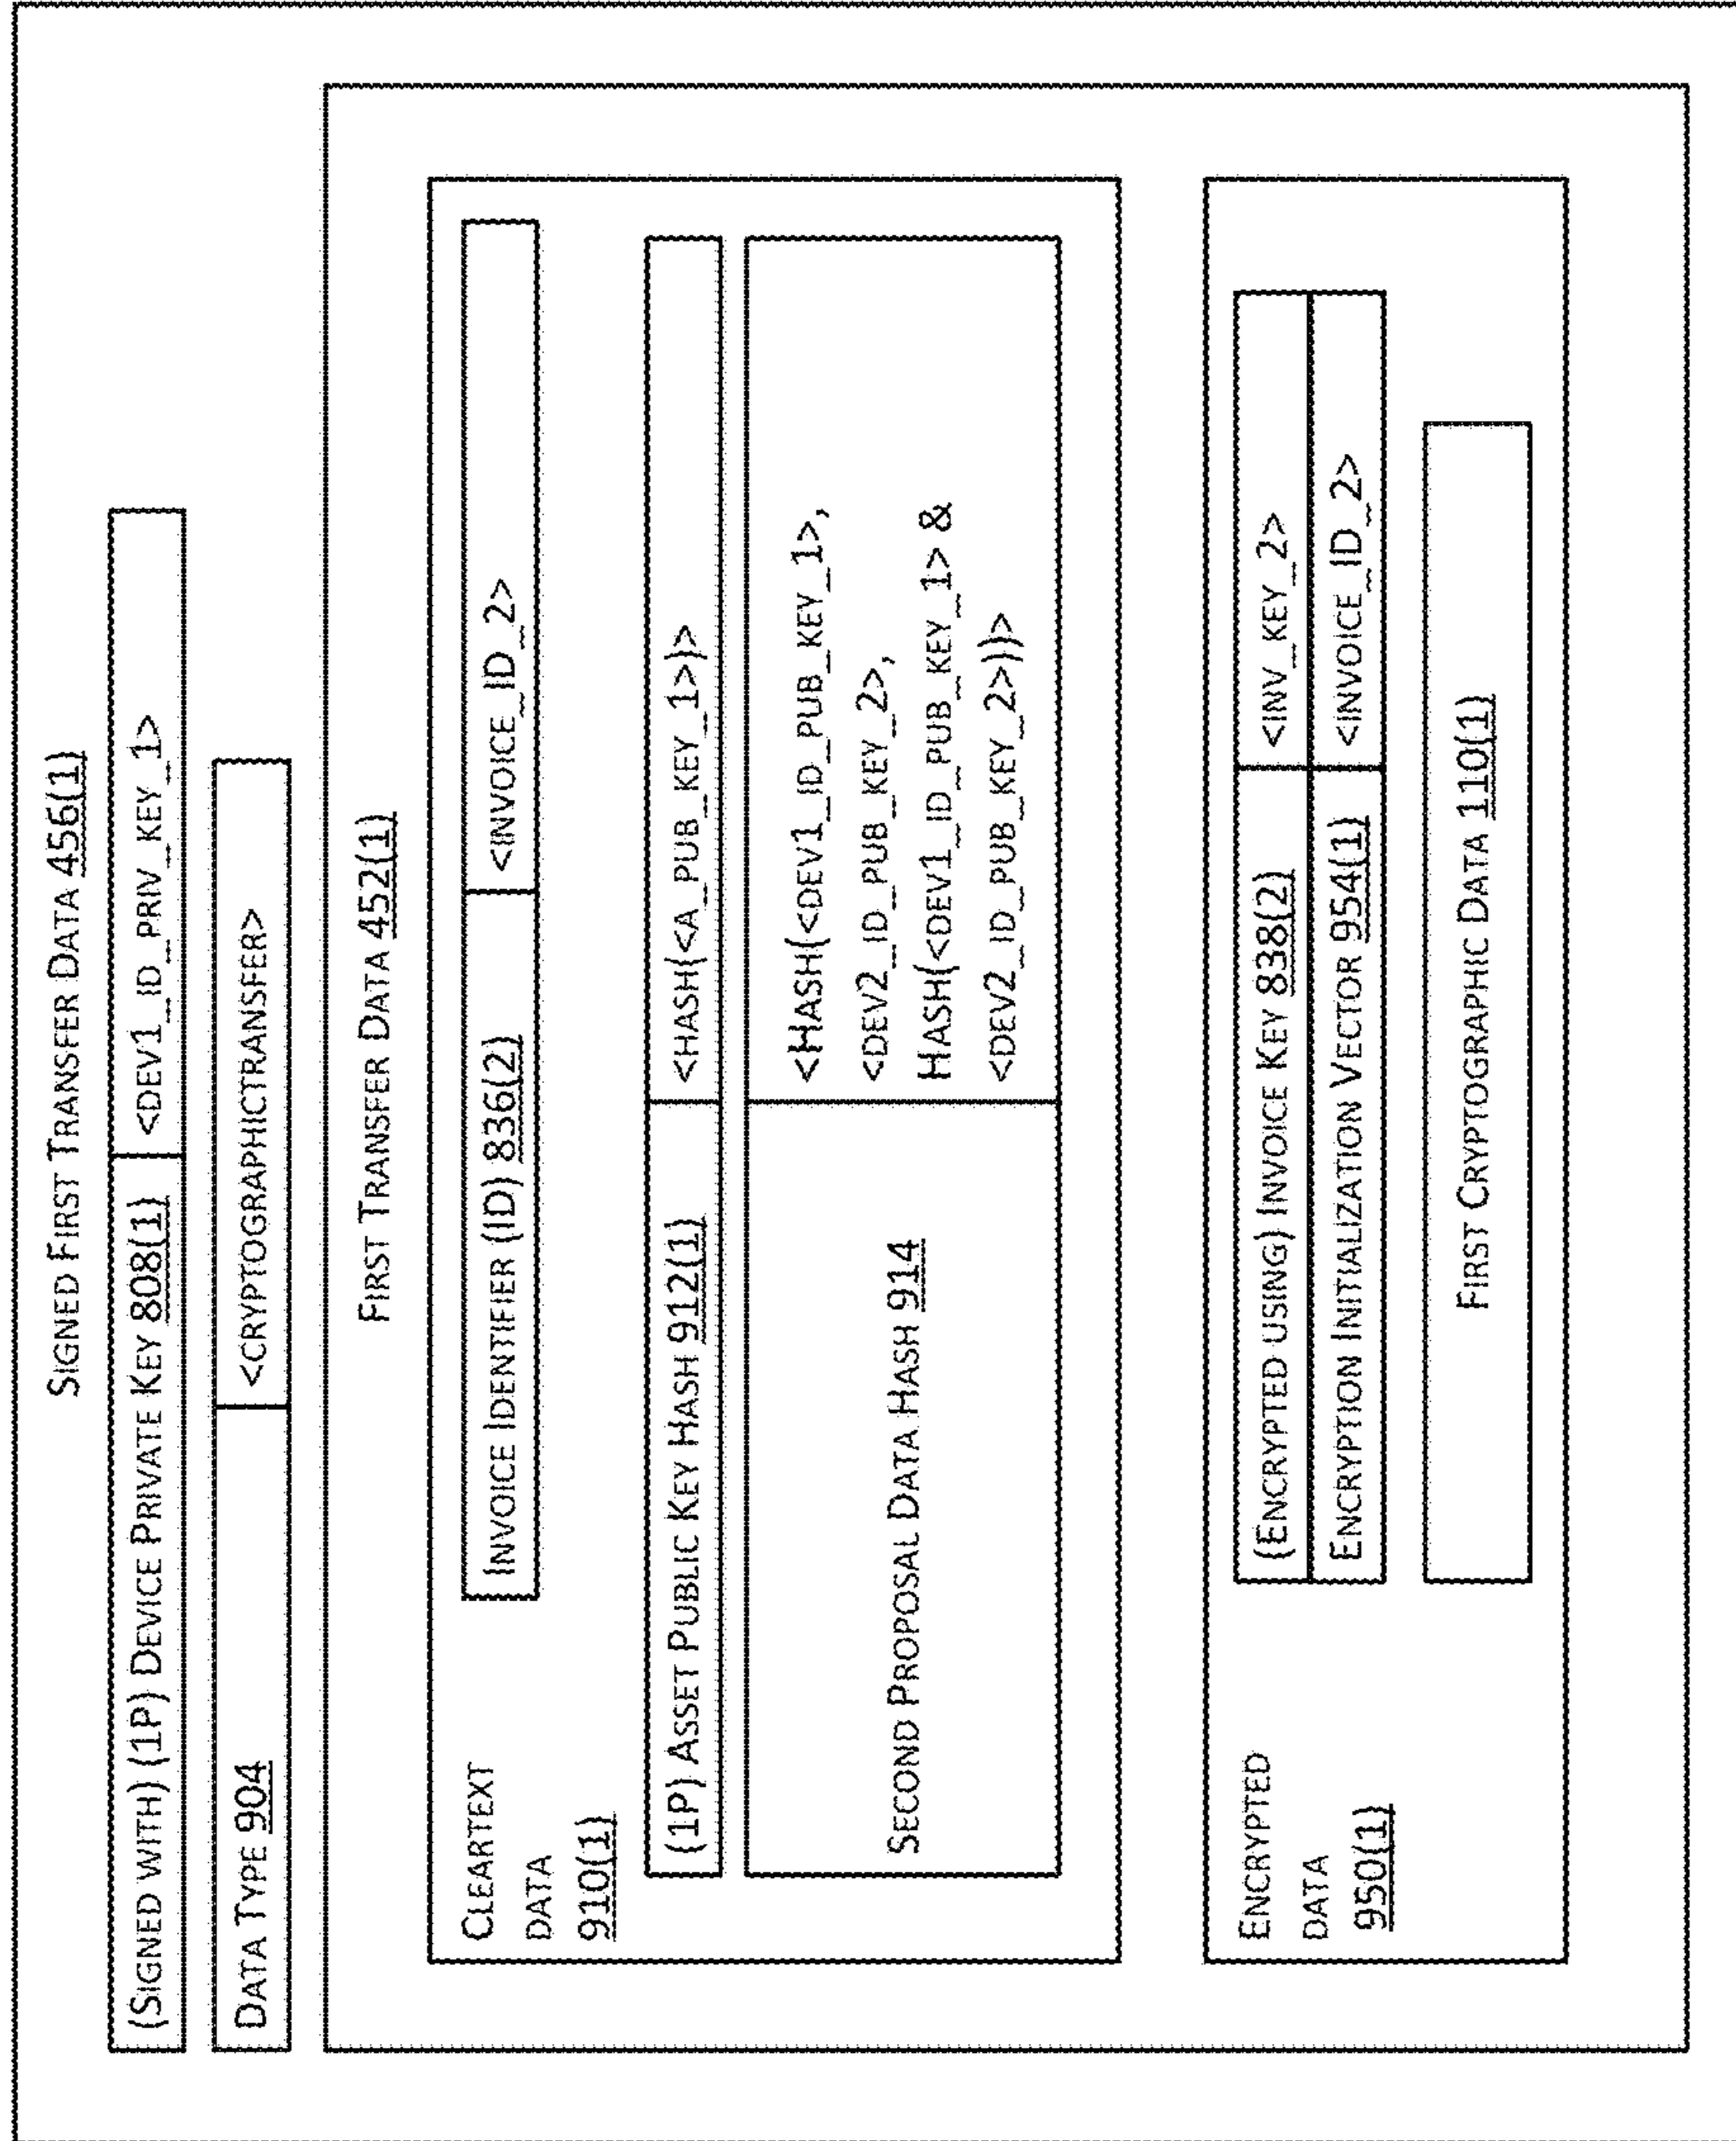 SIGNED FIRST TRANSFER DATA 456(1)
(SIGNED WITH) (1P) DEVICE PRIVATE KEY 808(1) <DEV1_ID_PRIV_KEY_1>
DATA TYPE 904 <CRYPTOGRAPHICTRANSFER>
FIRST TRANSFER DATA 452(1)
CLEARTEXT
DATA
910(1)
INVOICE IDENTIFIER (ID) 836(2) <INVOICE_ID_2>
(1P) ASSET PUBLIC KEY HASH 912(1) <HASH(<A_PUB_KEY_1>)>
SECOND PROPOSAL DATA HASH 914
<HASH(<DEV1_ID_PUB_KEY_1>,
<DEV2_ID_PUB_KEY_2>,
HASH(<DEV1_ID_PUB_KEY_1> &
<DEV2_ID_PUB_KEY_2>))>
ENCRYPTED
DATA
950(1)
(ENCRYPTED USING) INVOICE KEY 838(2) <INV_KEY_2>
ENCRYPTION INITIALIZATION VECTOR 954(1) <INVOICE_ID_2>
FIRST CRYPTOGRAPHIC DATA 110(1)